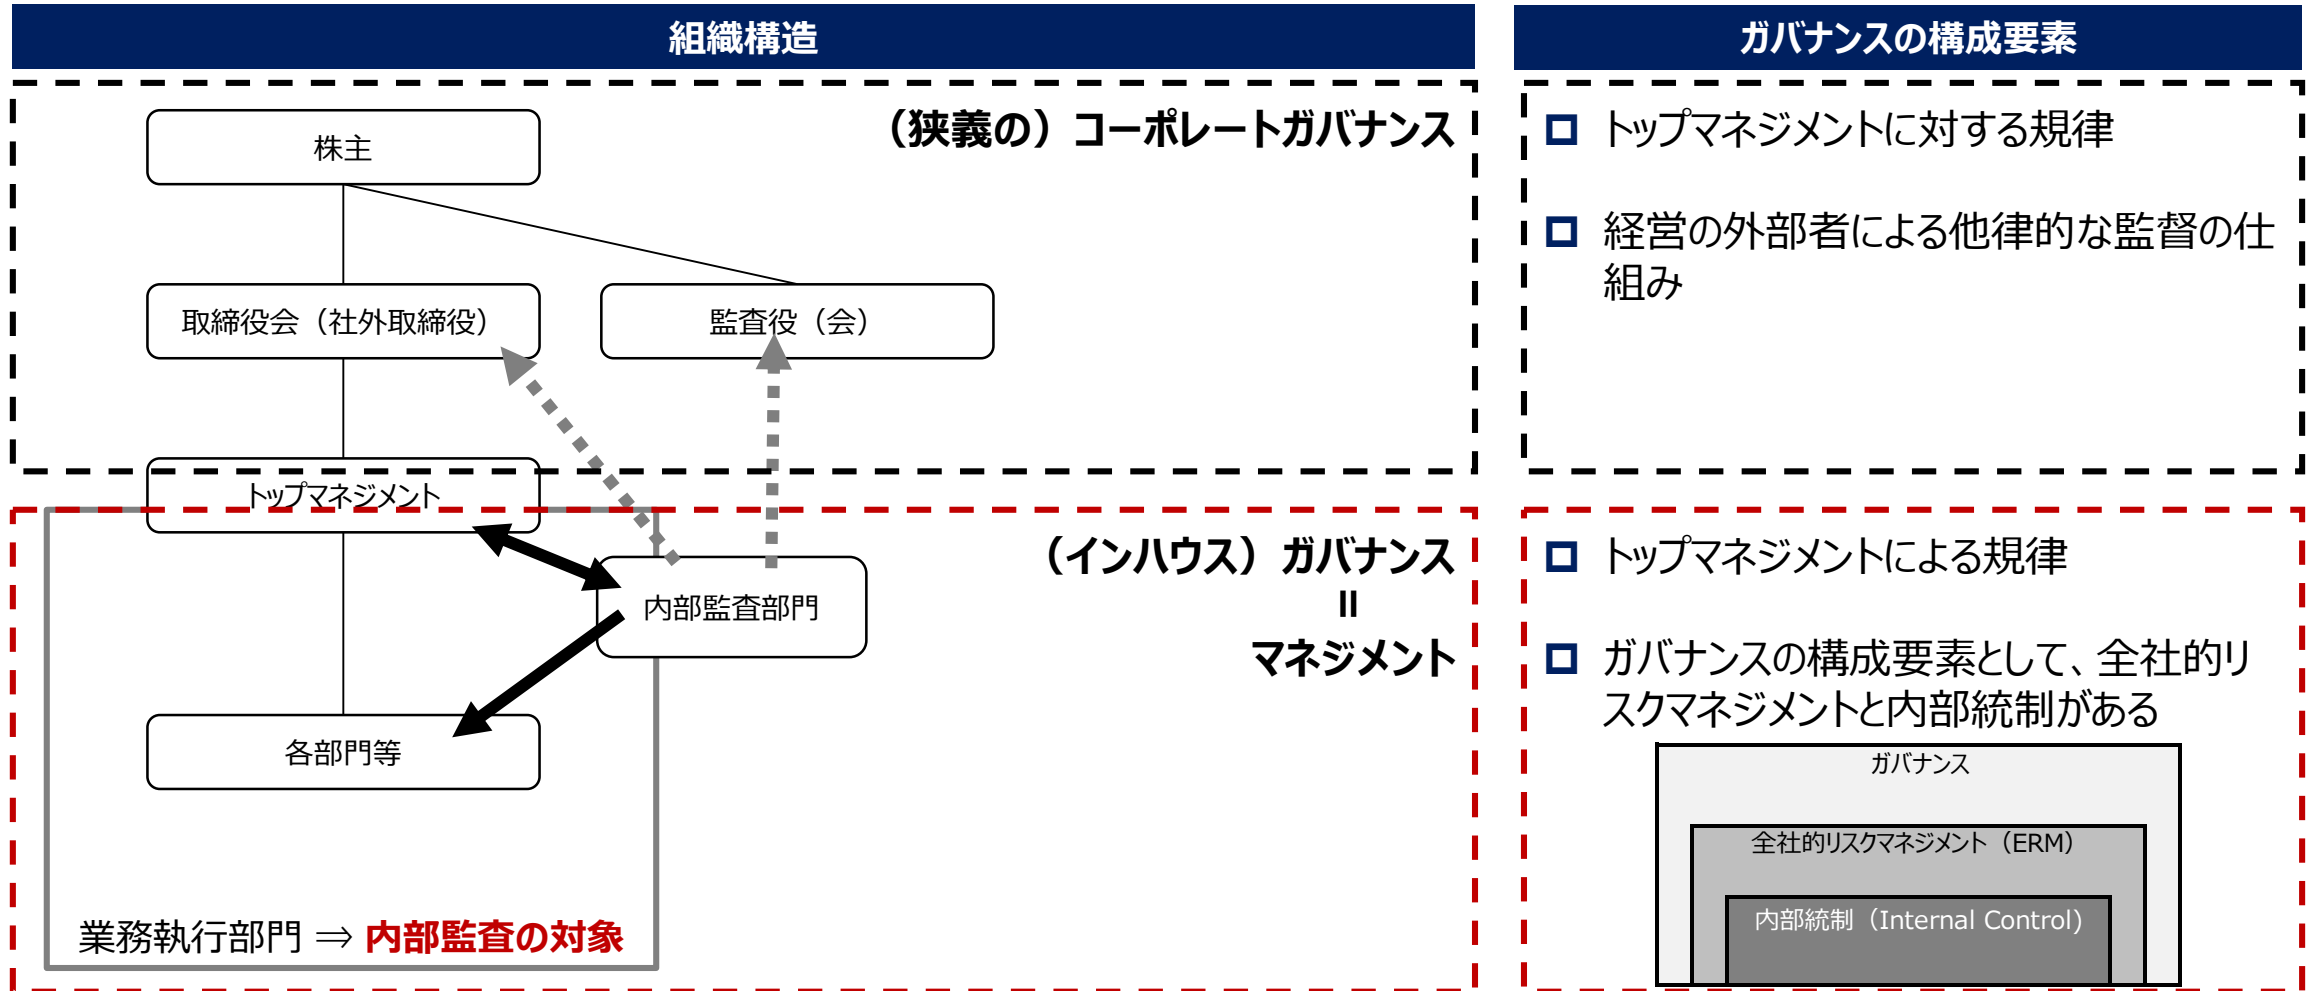 組織構造
ガバナンスの構成要素
（狭義の）コーポレートガバナンス
株主
取締役会（社外取締役）
監査役（会）
トップマネジメント
（インハウス）ガバナンス
＝
マネジメント
内部監査部門
各部門等
業務執行部門 ⇒ 内部監査の対象
トップマネジメントに対する規律
経営の外部者による他律的な監督の仕
組み
トップマネジメントによる規律
ガバナンスの構成要素として、全社的リ
スクマネジメントと内部統制がある
ガバナンス
全社的リスクマネジメント（ERM）
内部統制（Internal Control)